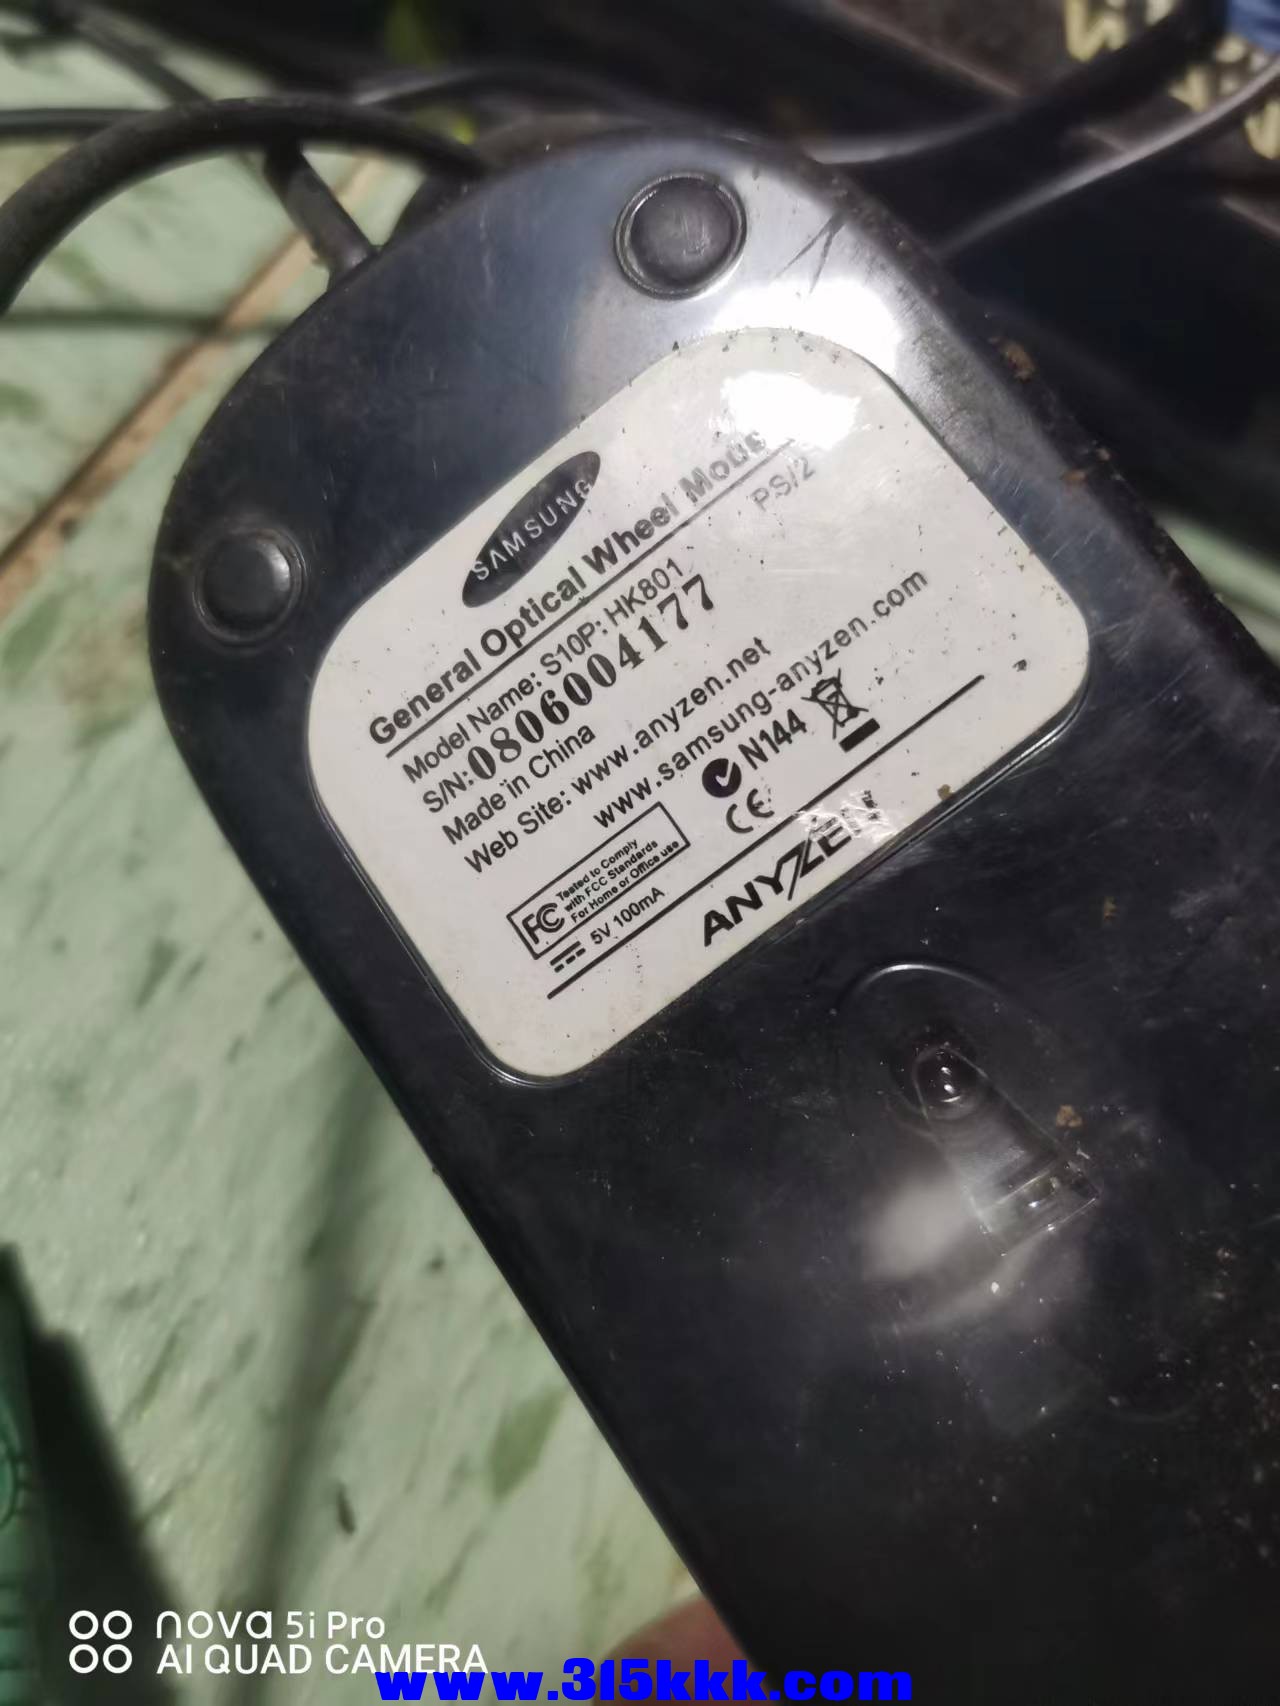 SAMSUNG
General Optical Wheel Mouse
PS/2
Model Name: S10P: HK801
S/N:0806004177
Made in China
Web Site: www.anyzen.net
www.samsung-anyzen.com
N144
CE
FC Tested to Comply
with FCC Standards
For Home or Office use
5V 100mA
ANYZEN
nova 5i Pro
AI QUAD CAMERA
www.315kkk.com